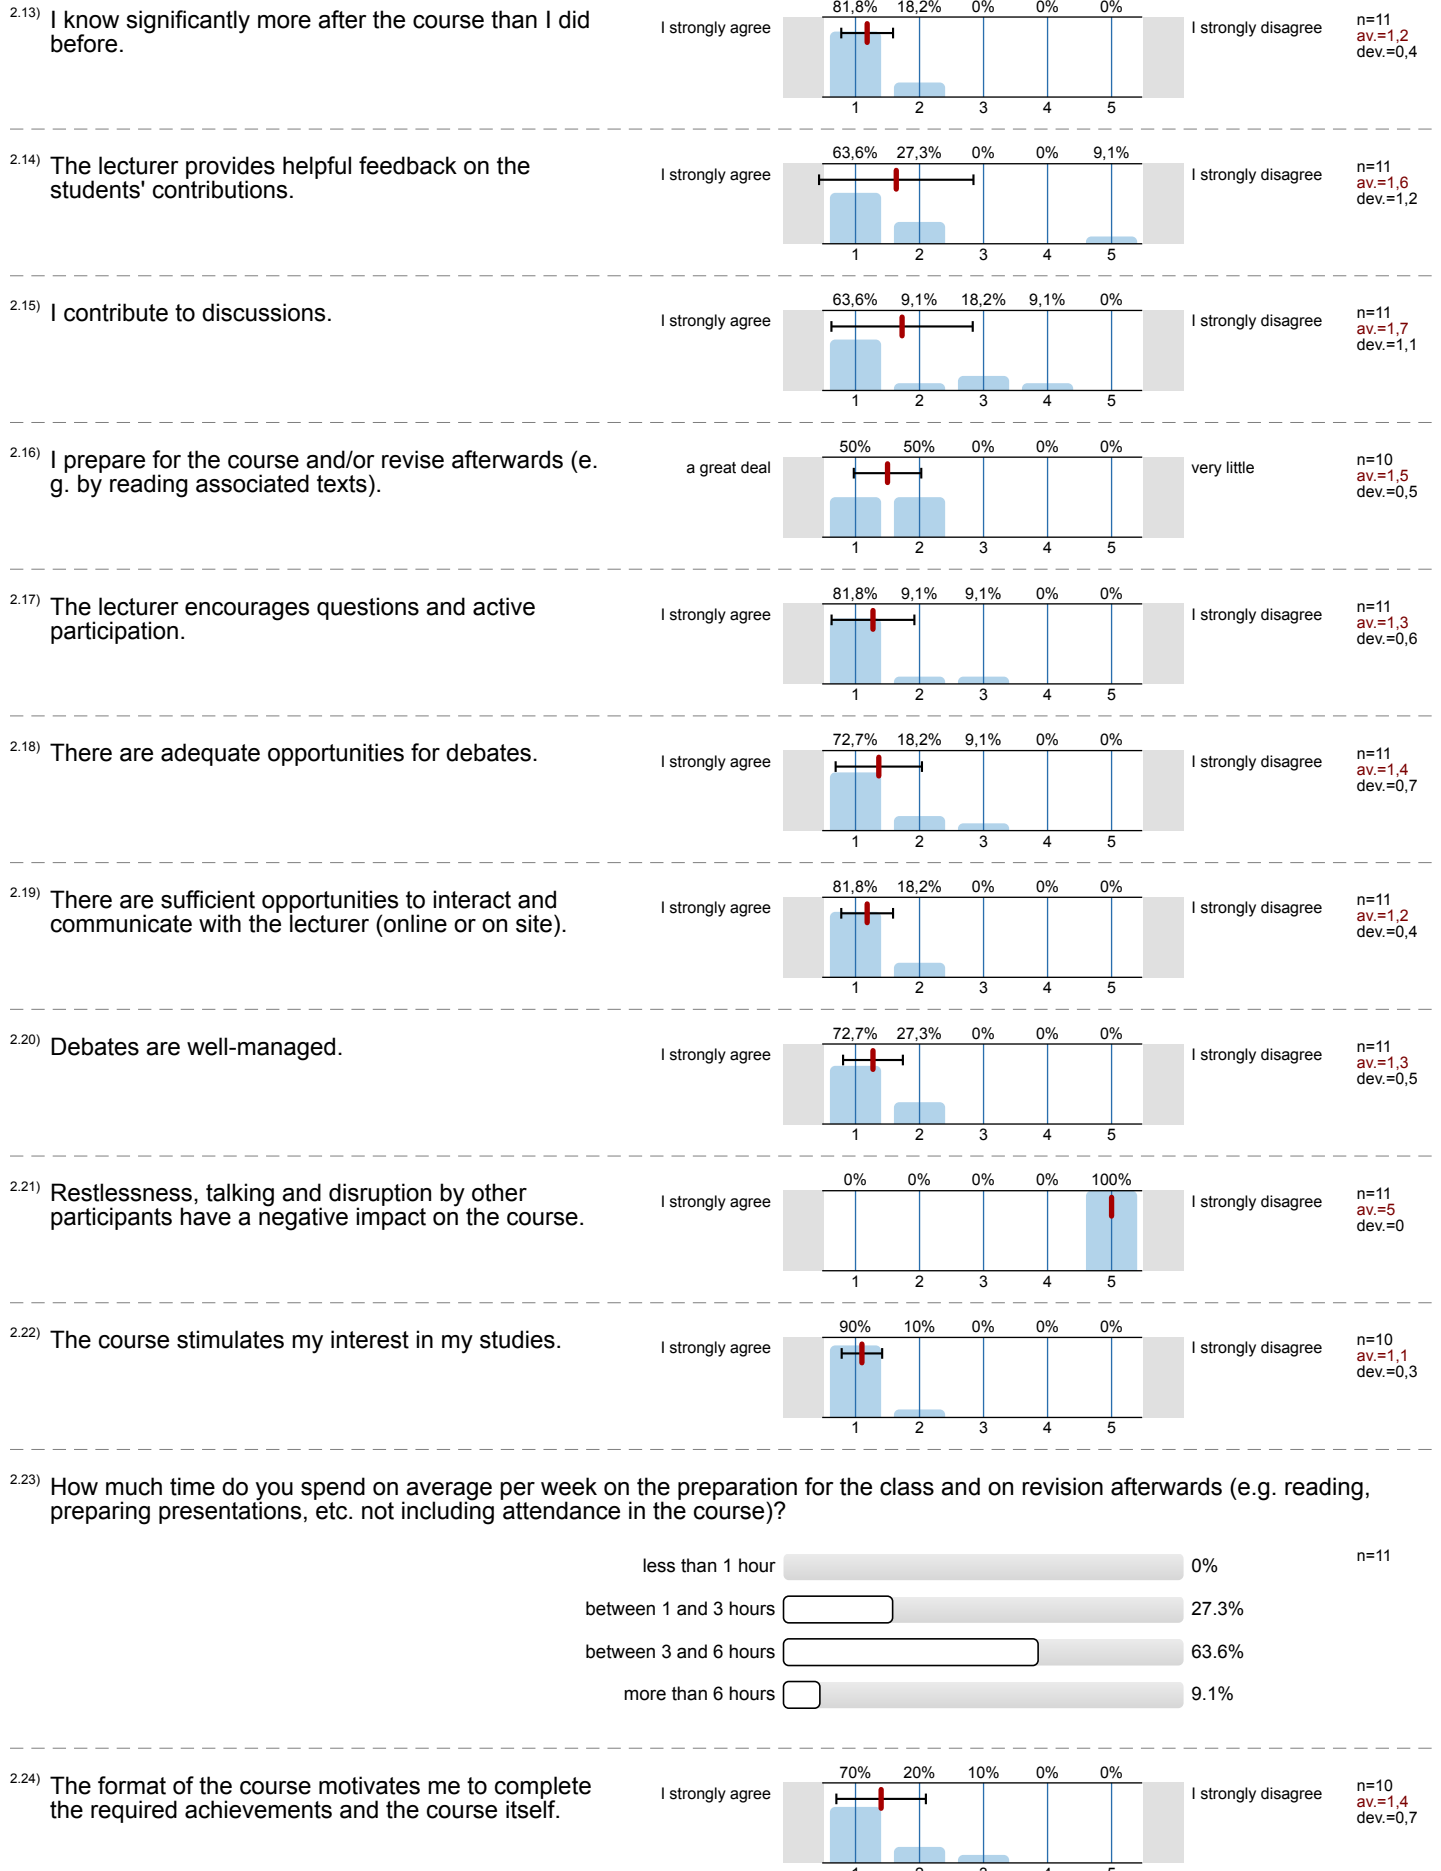 2.13) I know significantly more after the course than I did
before.
I strongly agree
81,8% 18,2% 0% 0% 0%
1 2 3 4 5
I strongly disagree
n=11
av.=1,2
dev.=0,4
2.14) The lecturer provides helpful feedback on the
students' contributions.
I strongly agree
63,6% 27,3% 0% 0% 9,1%
1 2 3 4 5
I strongly disagree
n=11
av.=1,6
dev.=1,2
2.15) I contribute to discussions.
I strongly agree
63,6% 9,1% 18,2% 9,1% 0%
1 2 3 4 5
I strongly disagree
n=11
av.=1,7
dev.=1,1
2.16) I prepare for the course and/or revise afterwards (e.
g. by reading associated texts).
a great deal
50% 50% 0% 0% 0%
1 2 3 4 5
very little
n=10
av.=1,5
dev.=0,5
2.17) The lecturer encourages questions and active
participation.
I strongly agree
81,8% 9,1% 9,1% 0% 0%
1 2 3 4 5
I strongly disagree
n=11
av.=1,3
dev.=0,6
2.18) There are adequate opportunities for debates.
I strongly agree
72,7% 18,2% 9,1% 0% 0%
1 2 3 4 5
I strongly disagree
n=11
av.=1,4
dev.=0,7
2.19) There are sufficient opportunities to interact and
communicate with the lecturer (online or on site).
I strongly agree
81,8% 18,2% 0% 0% 0%
1 2 3 4 5
I strongly disagree
n=11
av.=1,2
dev.=0,4
2.20) Debates are well-managed.
I strongly agree
72,7% 27,3% 0% 0% 0%
1 2 3 4 5
I strongly disagree
n=11
av.=1,3
dev.=0,5
2.21) Restlessness, talking and disruption by other
participants have a negative impact on the course.
I strongly agree
0% 0% 0% 0% 100%
1 2 3 4 5
I strongly disagree
n=11
av.=5
dev.=0
2.22) The course stimulates my interest in my studies.
I strongly agree
90% 10% 0% 0% 0%
1 2 3 4 5
I strongly disagree
n=10
av.=1,1
dev.=0,3
2.23) How much time do you spend on average per week on the preparation for the class and on revision afterwards (e.g. reading,
preparing presentations, etc. not including attendance in the course)?
n=11
less than 1 hour 0%
between 1 and 3 hours 27.3%
between 3 and 6 hours 63.6%
more than 6 hours 9.1%
2.24) The format of the course motivates me to complete
the required achievements and the course itself.
I strongly agree
70% 20% 10% 0% 0%
1 2 3 4 5
I strongly disagree
n=10
av.=1,4
dev.=0,7